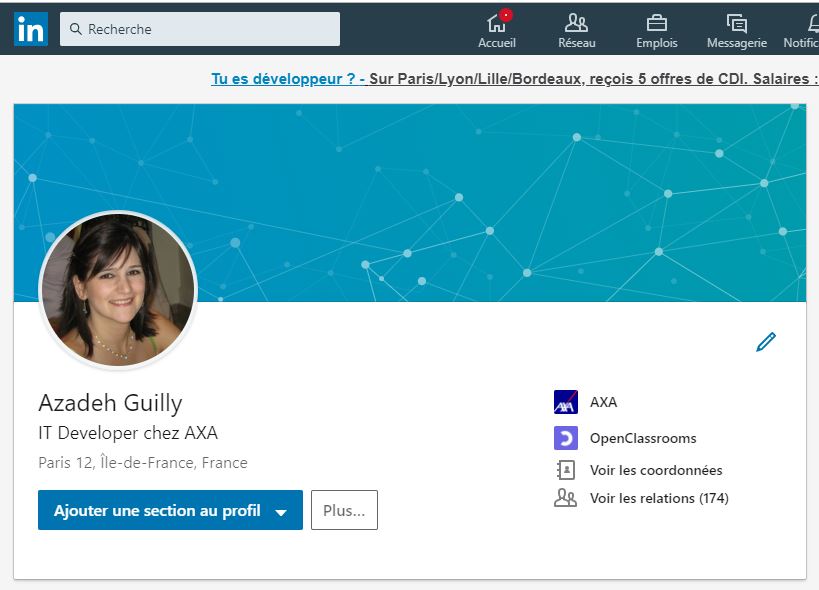 in
Recherche
Accueil
Réseau
Emplois
Messagerie
Tu es développeur ? - Sur Paris/Lyon/Lille/Bordeaux, reçois 5 offres de CDI. Salaires :
Azadeh Guilly
IT Developer chez AXA
Paris 12, Île-de-France, France
Ajouter une section au profil
Plus...
AXA
AXA
OpenClassrooms
Voir les coordonnées
Voir les relations (174)